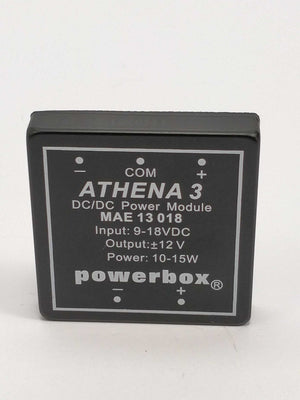 COM
− +
ATHENA 3
DC/DC Power Module
MAE 13 018
Input: 9-18VDC
Output: ±12 V
Power: 10-15W
powerbox®
− +